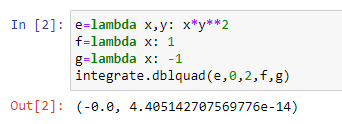 In [2]: e=lambda x,y: x*y**2
f=lambda x: 1
g=lambda x: -1
integrate.dblquad(e,0,2,f,g)
Out[2]: (-0.0, 4.405142707569776e-14)